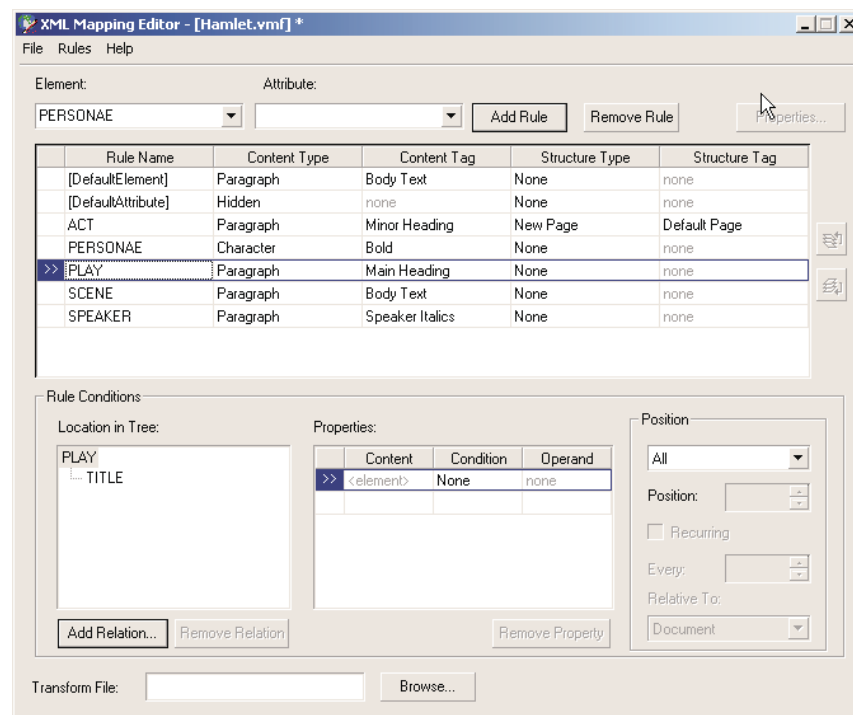 XML Mapping Editor - [Hamlet.vmf] *
File Rules Help
Element: Attribute:
PERSONAE Add Rule Remove Rule Properties...
Rule Name Content Type Content Tag Structure Type Structure Tag
[DefaultElement] Paragraph Body Text None none
[DefaultAttribute] Hidden none None none
ACT Paragraph Minor Heading New Page Default Page
PERSONAE Character Bold None none
>> PLAY Paragraph Main Heading None none
SCENE Paragraph Body Text None none
SPEAKER Paragraph Speaker Italics None none
Rule Conditions
Location in Tree: Properties: Position
PLAY Content Condition Operand All
TITLE >> <element> None none
Position:
Recurring
Every:
Relative To:
Add Relation... Remove Relation Remove Property Document
Transform File: Browse...